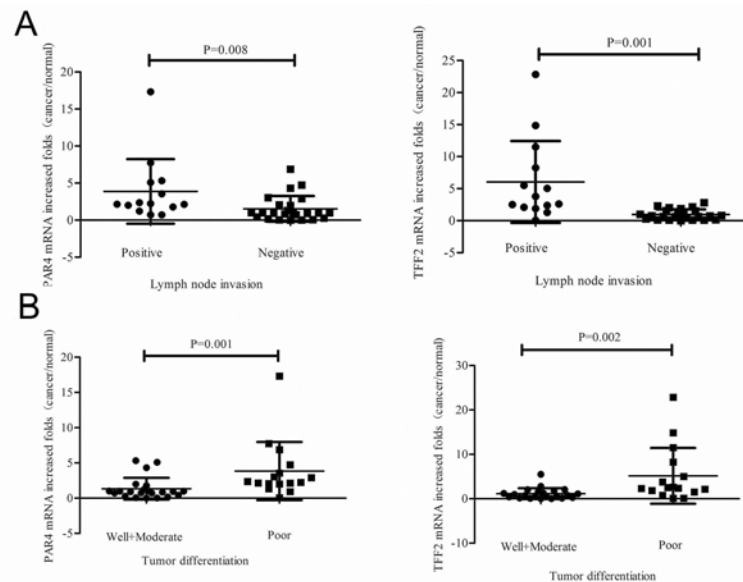 A
P=0.008
PAR4 mRNA increased folds (cancer/normal)
20
15
10
5
0
-5
Positive
Negative
Lymph node invasion
P=0.001
TFF2 mRNA increased folds (cancer/normal)
25
20
15
10
5
0
-5
Positive
Negative
Lymph node invasion
B
P=0.001
PAR4 mRNA increased folds (cancer/normal)
20
15
10
5
0
-5
Well+Moderate
Poor
Tumor differentiation
P=0.002
TFF2 mRNA increased folds (cancer/normal)
30
20
10
0
-10
Well+Moderate
Poor
Tumor differentiation